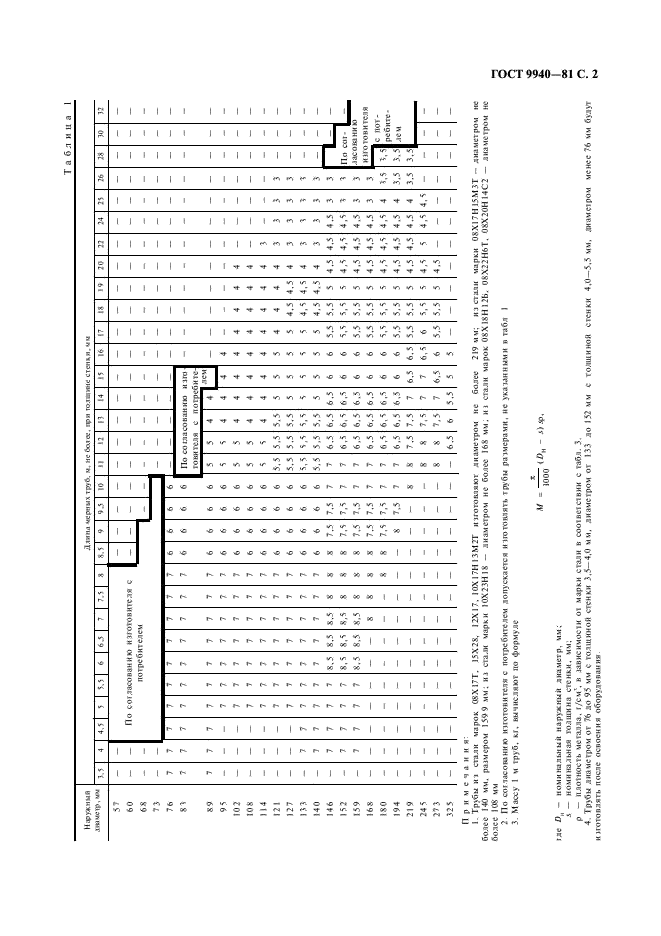 ГОСТ 9940—81 С. 2
Таблица 1
Наружный диаметр, мм
Длина мерных труб, м, не более, при толщине стенки, мм
3,5 4 4,5 5 5,5 6 6,5 7 7,5 8 8,5 9 9,5 10 11 12 13 14 15 16 17 18 19 20 22 24 25 26 28 30 32
57 — — — — — — — — — — — — — — — — — — — — —
60 — — — — — — — — — — — — — — — — — — — — —
68 — — — — — — — — — — — — — — — — — — —
73 — — — — — — — — — — — — — — — — — — —
По согласованию изготовителя с потребителем
76 7 7 7 7 7 7 7 7 7 7 6 6 6 6 — — — — — — — — — — — — — — — — —
83 7 7 7 7 7 7 7 7 7 7 6 6 6 6 — — — — — — — — — — — —
По согласованию изготовителя с потребителем
89 7 7 7 7 7 7 7 7 7 7 6 6 6 6 5 5 4 4 — — — — — — — — — — — —
95 — — 7 7 7 7 7 7 7 7 6 6 6 6 5 5 4 4 4 4 — — — — — — — — — — —
102 — — 7 7 7 7 7 7 7 7 6 6 6 6 5 5 4 4 4 4 4 4 4 4 — — — — — — —
108 — — 7 7 7 7 7 7 7 7 6 6 6 6 5 5 4 4 4 4 4 4 4 4 — — — — — — —
114 — — 7 7 7 7 7 7 7 7 6 6 6 6 5 5 4 4 4 4 4 4 4 4 3 — — — — — —
121 — — 7 7 7 7 7 7 7 7 6 6 6 6 5,5 5,5 5,5 5 5 5 4 4 4 4 3 3 3 3 — — —
127 — — 7 7 7 7 7 7 7 7 6 6 6 6 5,5 5,5 5,5 5 5 5 5 4,5 4,5 4 3 3 3 3 — — —
133 — 7 7 7 7 7 7 7 7 7 6 6 6 6 5,5 5,5 5,5 5 5 5 5 4,5 4,5 4 3 3 3 3 — — —
140 — 7 7 7 7 7 7 7 7 7 6 6 6 6 5,5 5,5 5,5 5 5 5 5 4,5 4,5 4 3 3 3 3 — — —
146 — 7 7 7 7 8,5 8,5 8,5 8 8 8 7,5 7,5 7 7 6,5 6,5 6,5 6 6 5,5 5,5 5 4,5 4,5 4,5 3 3
152 — 7 7 7 7 8,5 8,5 8,5 8,5 8 8 7,5 7,5 7 7 6,5 6,5 6,5 6 6 5,5 5,5 5 4,5 4,5 4,5 3 3
159 — 7 7 7 7 8,5 8,5 8,5 8,5 8 8 7,5 7,5 7 7 6,5 6,5 6,5 6 6 5,5 5,5 5 4,5 4,5 4,5 3 3
168 — — — — — — — 8 8 8 8 7,5 7,5 7 7 6,5 6,5 6,5 6 6 5,5 5,5 5 4,5 4,5 4,5 3 3
180 — — — — — — — — — 8 8 7,5 7,5 7 7 6,5 6,5 6,5 6 6 5,5 5,5 5 4,5 4,5 4,5 4 3,5 3,5
194 — — — — — — — — — — — 8 7,5 7 7 6,5 6,5 6,5 6 6 5,5 5,5 5 4,5 4,5 4,5 4 3,5 3,5
219 — — — — — — — — — — — — — 8 8 7,5 7,5 7 6,5 6,5 5,5 5,5 5 4,5 4,5 4,5 4 3,5 3,5
По согласованию изготовителя с потребителем
245 — — — — — — — — — — — — — — 8 8 7,5 7 7 6,5 6 5,5 5 4,5 5 4,5 4,5 — — — —
273 — — — — — — — — — — — — — — 8 8 7,5 7 6,5 6 5,5 5,5 5 4,5 4,5 — — — — — —
325 — — — — — — — — — — — — — — — 6,5 6 5,5 5 5 — — — — — — — — — — —
Примечания:
1. Трубы из стали марок 08Х17Т, 15Х28, 12Х17, 10Х17Н13М2Т изготовляют диаметром не более 219 мм; из стали марки 08Х17Н15М3Т — диаметром не
более 140 мм, размером 159·9 мм; из стали марки 10Х23Н18 — диаметром не более 168 мм; из стали марок 08Х18Н12Б, 08Х22Н6Т, 08Х20Н14С2 — диаметром не
более 108 мм
2. По согласованию изготовителя с потребителем допускается изготовлять трубы размерами, не указанными в табл 1
3. Массу 1 м труб, кг, вычисляют по формуле
M = π/1000 (Dн − s) sρ,
где Dн — номинальный наружный диаметр, мм;
s — номинальная толщина стенки, мм;
ρ — плотность металла, г/см³, в зависимости от марки стали в соответствии с табл. 3.
4. Трубы диаметром от 76 до 95 мм с толщиной стенки 3,5—4,0 мм, диаметром от 133 до 152 мм с толщиной стенки 4,0—5,5 мм, диаметром менее 76 мм будут
изготовлять после освоения оборудования